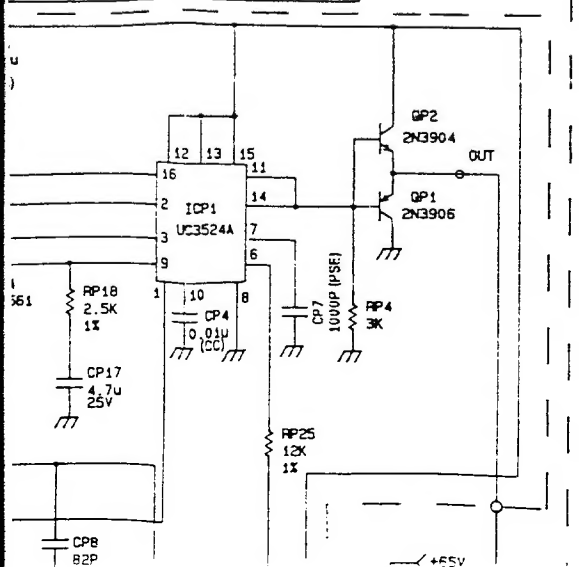 u
)
QP2
2N3904
OUT
12 13 15
11
16
14
QP1
2N3906
2
ICP1
UC3524A
7
3
6
9
1 10 8
561
RP18
2.5K
1%
CP4
0.01u
(CC)
CP7
1000P (PSE)
RP4
3K
CP17
4.7u
25V
RP25
12K
1%
CP8
82P
+65V